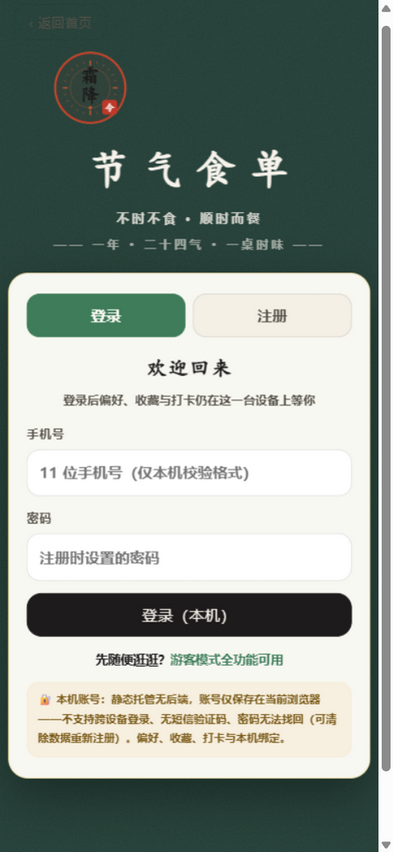 ‹ 返回首页
霜降
令
节气食单
不时不食 · 顺时而餐
—— 一年 · 二十四气 · 一桌时味 ——
登录 注册
欢迎回来
登录后偏好、收藏与打卡仍在这一台设备上等你
手机号
11 位手机号（仅本机校验格式）
密码
注册时设置的密码
登录（本机）
先随便逛逛？游客模式全功能可用
🔐 本机账号：静态托管无后端，账号仅保存在当前浏览器
——不支持跨设备登录、无短信验证码、密码无法找回（可清
除数据重新注册）。偏好、收藏、打卡与本机绑定。